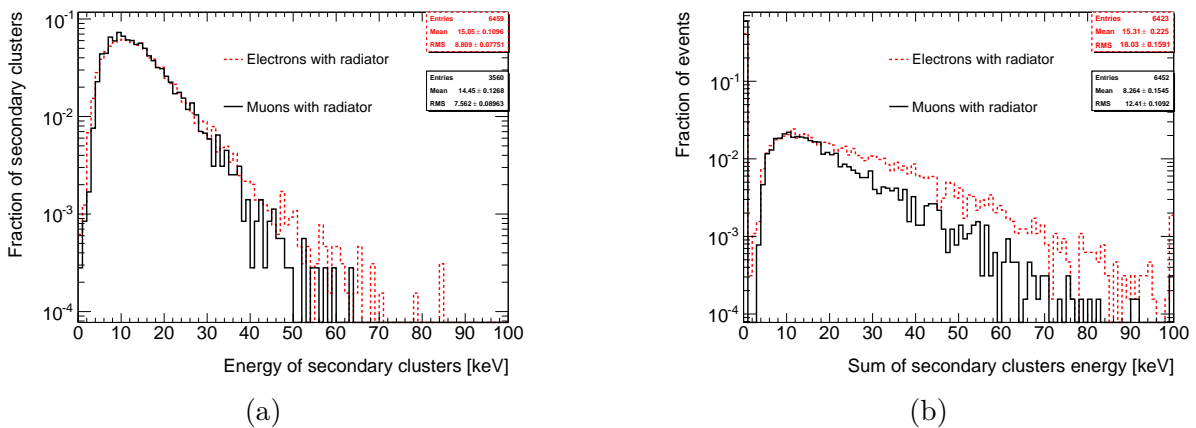 Fraction of secondary clusters
10⁻¹
10⁻²
10⁻³
10⁻⁴
Entries 6459
Mean 15.05 ± 0.1096
RMS 8.809 ± 0.07751
Entries 3560
Mean 14.45 ± 0.1268
RMS 7.562 ± 0.08963
Electrons with radiator
Muons with radiator
0 10 20 30 40 50 60 70 80 90 100
Energy of secondary clusters [keV]
(a)
Fraction of events
10⁻¹
10⁻²
10⁻³
10⁻⁴
Entries 6423
Mean 15.31 ± 0.225
RMS 18.03 ± 0.1591
Entries 6452
Mean 8.264 ± 0.1545
RMS 12.41 ± 0.1092
Electrons with radiator
Muons with radiator
0 10 20 30 40 50 60 70 80 90 100
Sum of secondary clusters energy [keV]
(b)